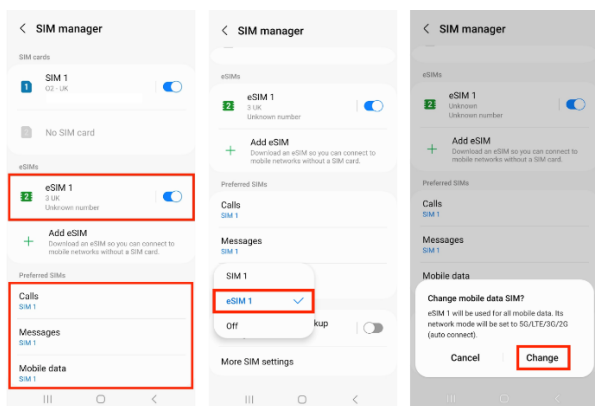 SIM manager
SIM cards
1
SIM 1
O2 - UK
No SIM card
eSIMs
2
eSIM 1
3 UK
Unknown number
Add eSIM
Download an eSIM so you can connect to
mobile networks without a SIM card.
Preferred SIMs
Calls
SIM 1
Messages
SIM 1
Mobile data
SIM 1
SIM manager
eSIMs
2
eSIM 1
3 UK
Unknown number
Add eSIM
Download an eSIM so you can connect to
mobile networks without a SIM card.
Preferred SIMs
Calls
SIM 1
Messages
SIM 1
SIM 1
eSIM 1
Off
kup
More SIM settings
SIM manager
eSIMs
2
eSIM 1
Unknown
Unknown number
Add eSIM
Download an eSIM so you can connect to
mobile networks without a SIM card.
Preferred SIMs
Calls
SIM 1
Messages
SIM 1
Mobile data
Change mobile data SIM?
eSIM 1 will be used for all mobile data. Its
network mode will be set to 5G/LTE/3G/2G
(auto connect).
Cancel
Change